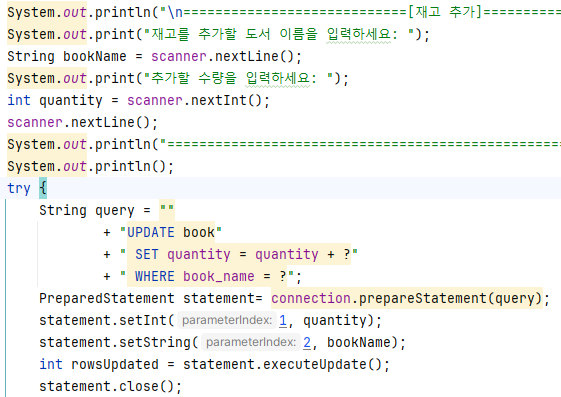 System.out.println("\n============================[재고 추가]==========
System.out.print("재고를 추가할 도서 이름을 입력하세요: ");
String bookName = scanner.nextLine();
System.out.print("추가할 수량을 입력하세요: ");
int quantity = scanner.nextInt();
scanner.nextLine();
System.out.println("==================================================
System.out.println();
try {
String query = ""
+ "UPDATE book"
+ " SET quantity = quantity + ?"
+ " WHERE book_name = ?";
PreparedStatement statement= connection.prepareStatement(query);
statement.setInt( parameterIndex: 1, quantity);
statement.setString( parameterIndex: 2, bookName);
int rowsUpdated = statement.executeUpdate();
statement.close();